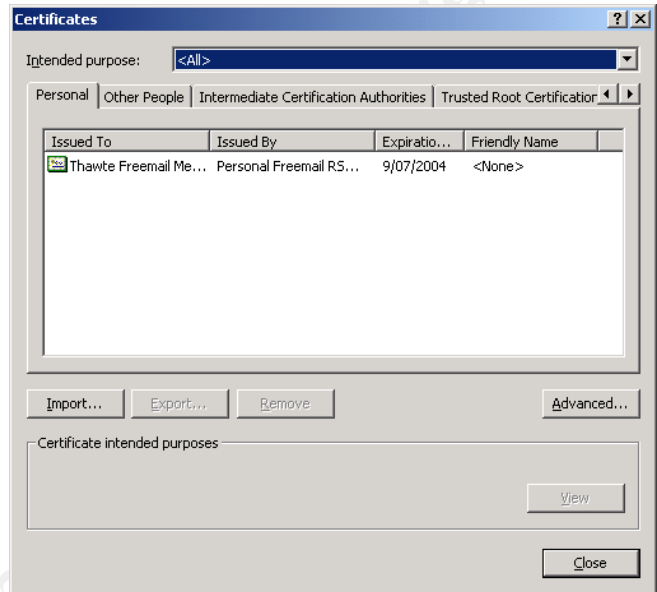 Certificates
Intended purpose: <All>
Personal Other People Intermediate Certification Authorities Trusted Root Certification
Issued To Issued By Expiratio... Friendly Name
Thawte Freemail Me... Personal Freemail RS... 9/07/2004 <None>
Import... Export... Remove Advanced...
Certificate intended purposes
View
Close